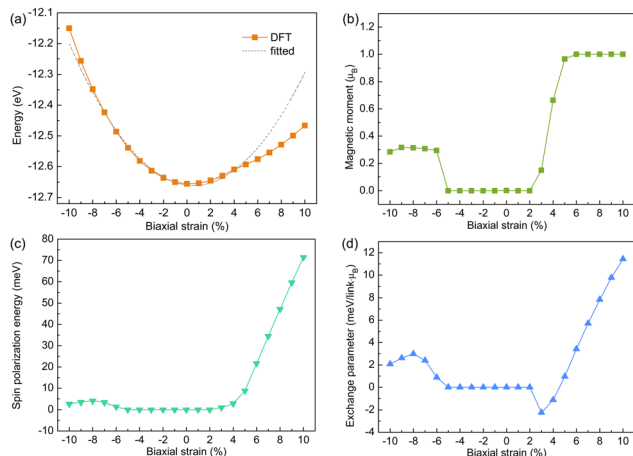 (a)
DFT
fitted
Energy (eV)
-12.1
-12.2
-12.3
-12.4
-12.5
-12.6
-12.7
-10 -8 -6 -4 -2 0 2 4 6 8 10
Biaxial strain (%)
(b)
Magnetic moment (μB)
1.0
0.8
0.6
0.4
0.2
0.0
-10 -8 -6 -4 -2 0 2 4 6 8 10
Biaxial strain (%)
(c)
Spin polarization energy (meV)
80
70
60
50
40
30
20
10
0
-10
-10 -8 -6 -4 -2 0 2 4 6 8 10
Biaxial strain (%)
(d)
Exchange parameter (meV/link·μB)
12
10
8
6
4
2
0
-2
-4
-10 -8 -6 -4 -2 0 2 4 6 8 10
Biaxial strain (%)